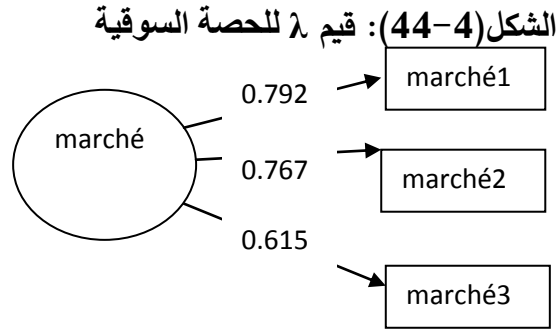 الشكل(4-44): قيم λ للحصة السوقية
marché1
0.792
marché
0.767
marché2
0.615
marché3